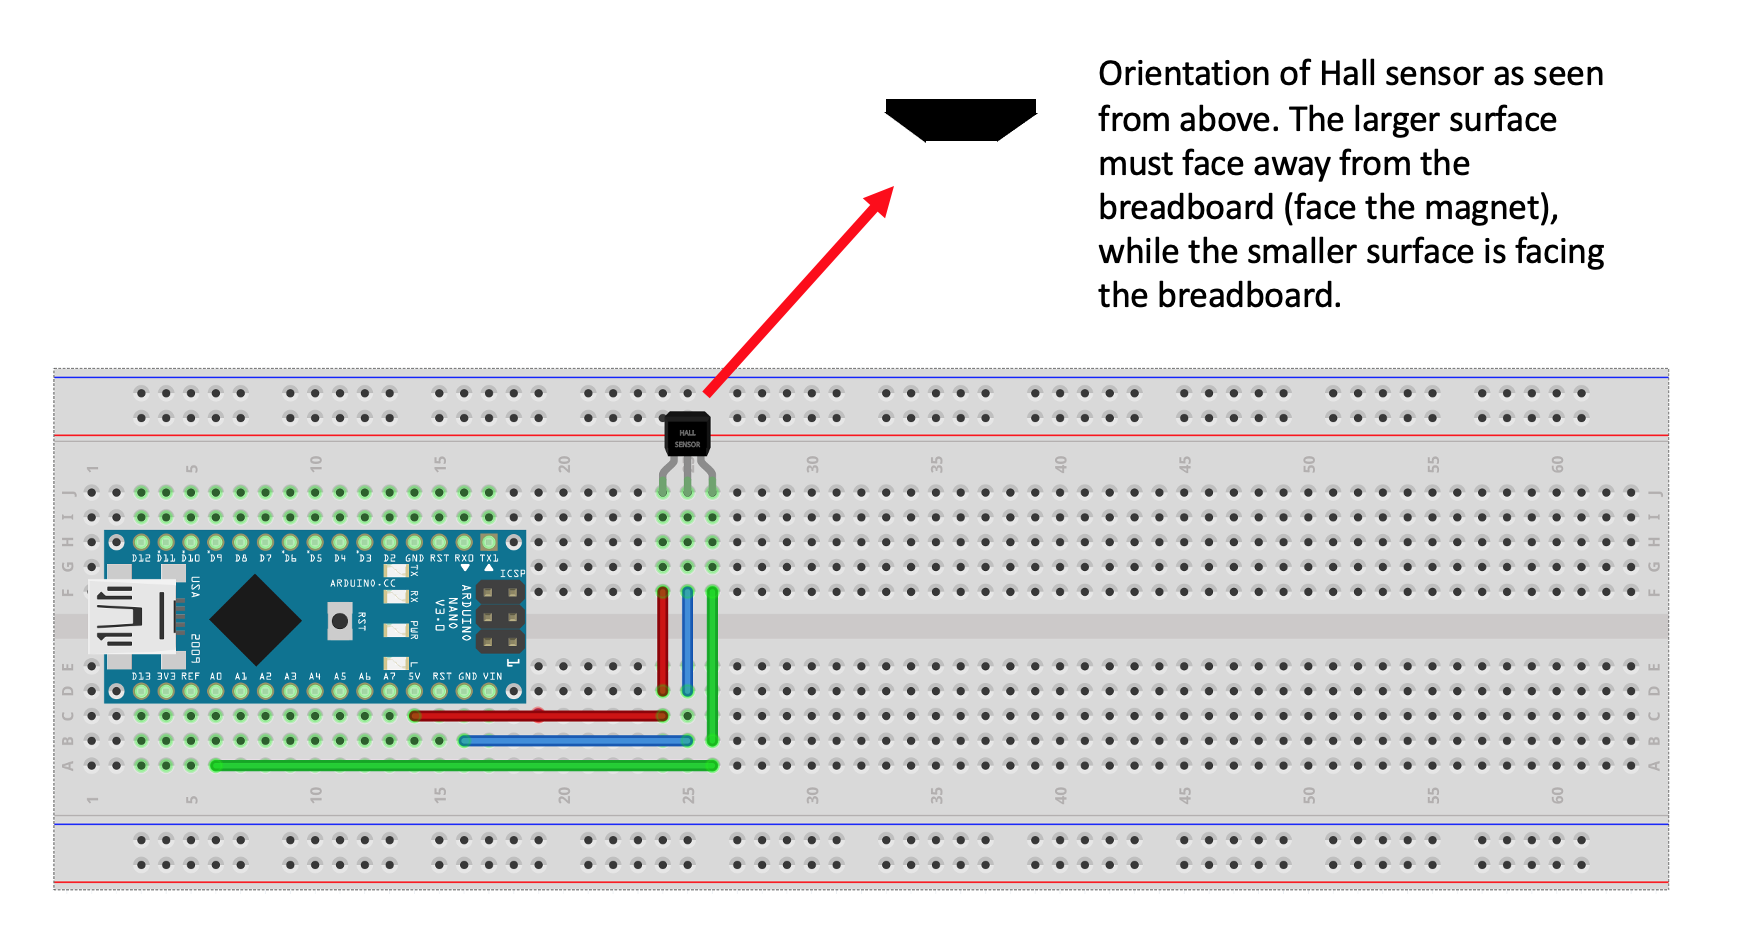 Orientation of Hall sensor as seen
from above. The larger surface
must face away from the
breadboard (face the magnet),
while the smaller surface is facing
the breadboard.
HALL
SENSOR
1 5 10 15 20 25 30 35 40 45 50 55 60
J J
I I
H H
D12 D11 D10 D9 D8 D7 D6 D5 D4 D3 D2 GND RST RX0 TX1
G G
TX
ICSP
ARDUINO.CC
USA
F F
RX
RST
ARDUINO
NANO
V3.0
PWR
2009
L
1
E E
D13 3V3 REF A0 A1 A2 A3 A4 A5 A6 A7 5V RST GND VIN
D D
C C
B B
A A
1 5 10 15 20 25 30 35 40 45 50 55 60